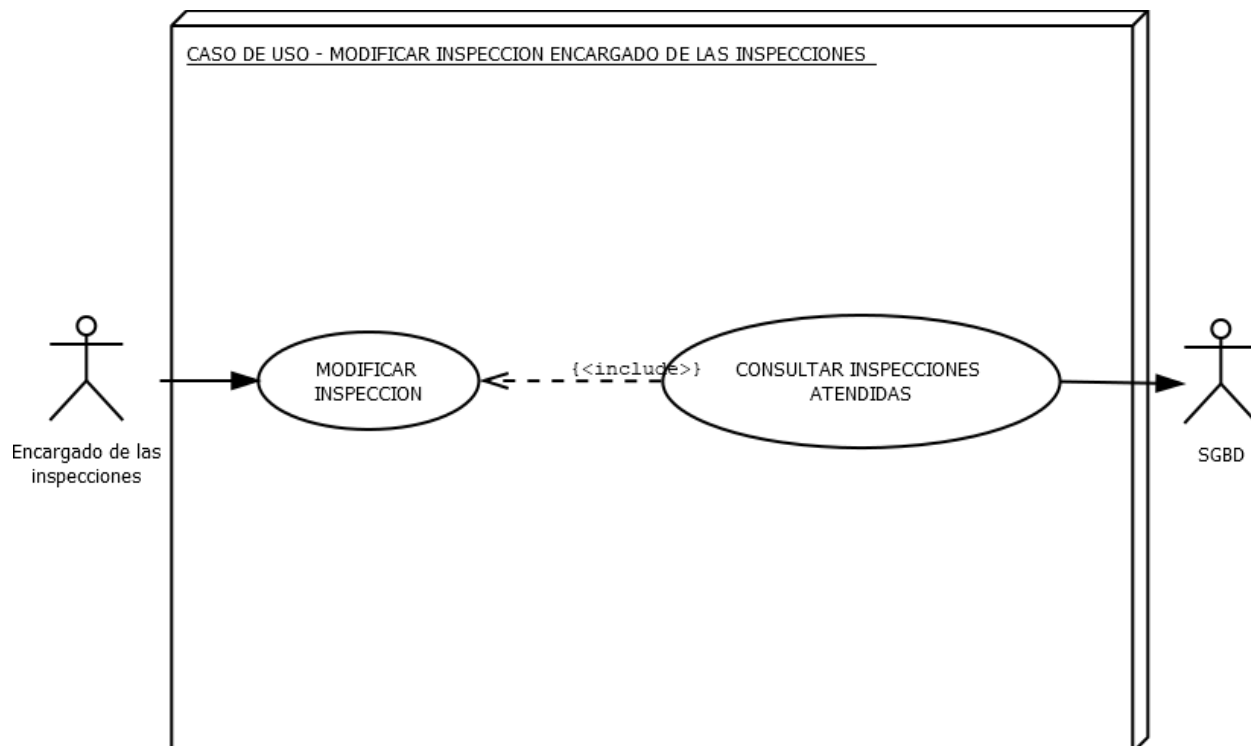 CASO DE USO - MODIFICAR INSPECCION ENCARGADO DE LAS INSPECCIONES
MODIFICAR
INSPECCION
{<include>}
CONSULTAR INSPECCIONES
ATENDIDAS
Encargado de las
inspecciones
SGBD